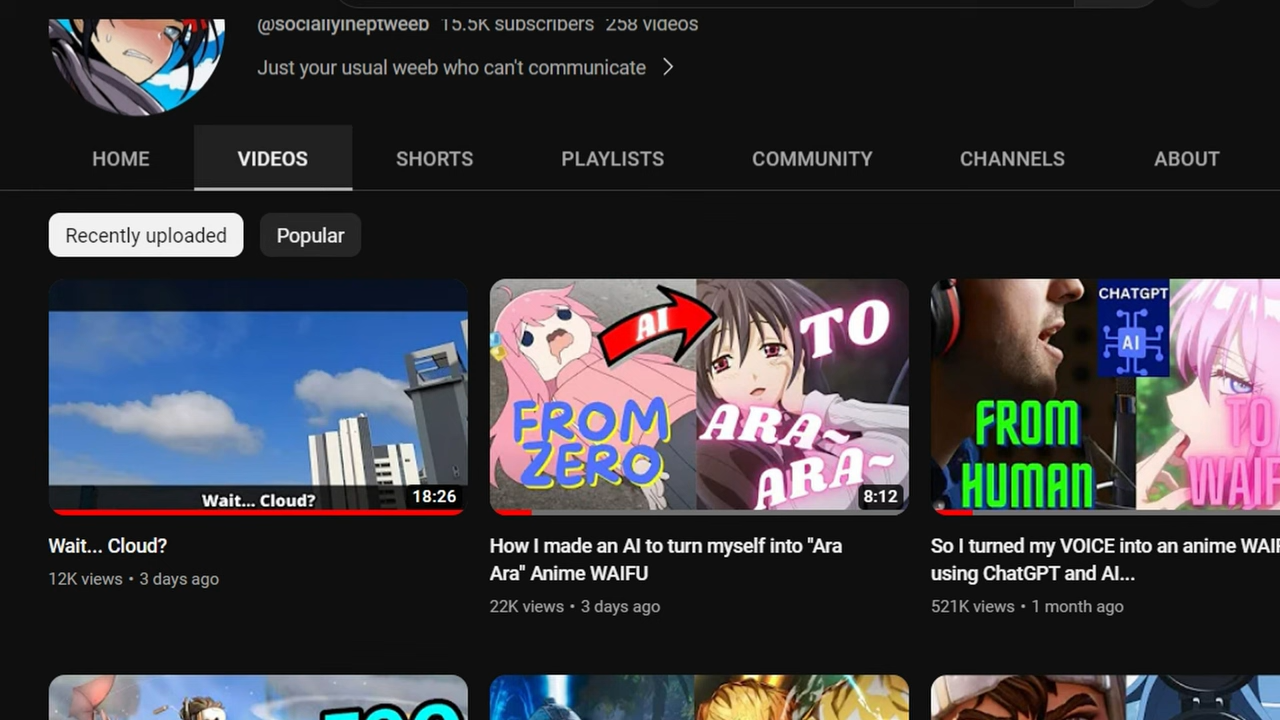 @sociallyineptweeb 15.5K subscribers 258 videos
Just your usual weeb who can't communicate
HOME VIDEOS SHORTS PLAYLISTS COMMUNITY CHANNELS ABOUT
Recently uploaded Popular
Wait... Cloud?
18:26
AI
FROM
ZERO
TO
ARA~
ARA~
8:12
CHATGPT
AI
FROM
HUMAN
TO
Wait... Cloud?
12K views • 3 days ago
How I made an AI to turn myself into "Ara
Ara" Anime WAIFU
22K views • 3 days ago
So I turned my VOICE into an anime
using ChatGPT and AI...
521K views • 1 month ago